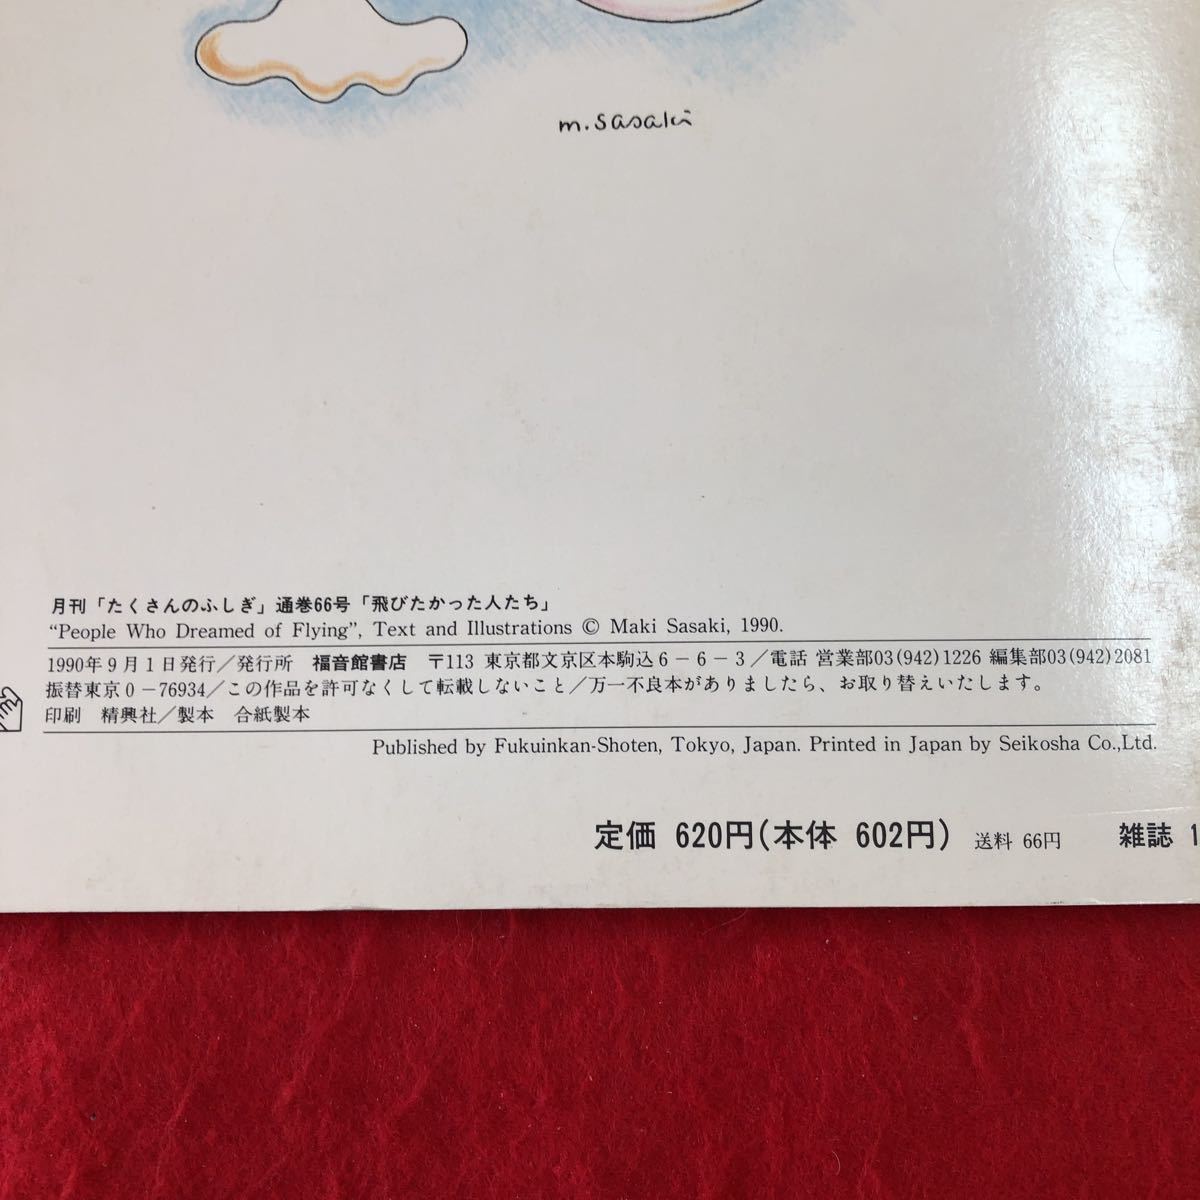 m.sasaki
月刊「たくさんのふしぎ」通巻66号「飛びたかった人たち」
“People Who Dreamed of Flying”, Text and Illustrations © Maki Sasaki, 1990.
1990年9月1日発行／発行所 福音館書店 〒113 東京都文京区本駒込6－6－3／電話 営業部03(942)1226 編集部03(942)2081
振替東京0－76934／この作品を許可なくして転載しないこと／万一不良本がありましたら、お取り替えいたします。
印刷 精興社／製本 合紙製本
Published by Fukuinkan-Shoten, Tokyo, Japan. Printed in Japan by Seikosha Co.,Ltd.
定価 620円(本体 602円) 送料 66円 雑誌 1